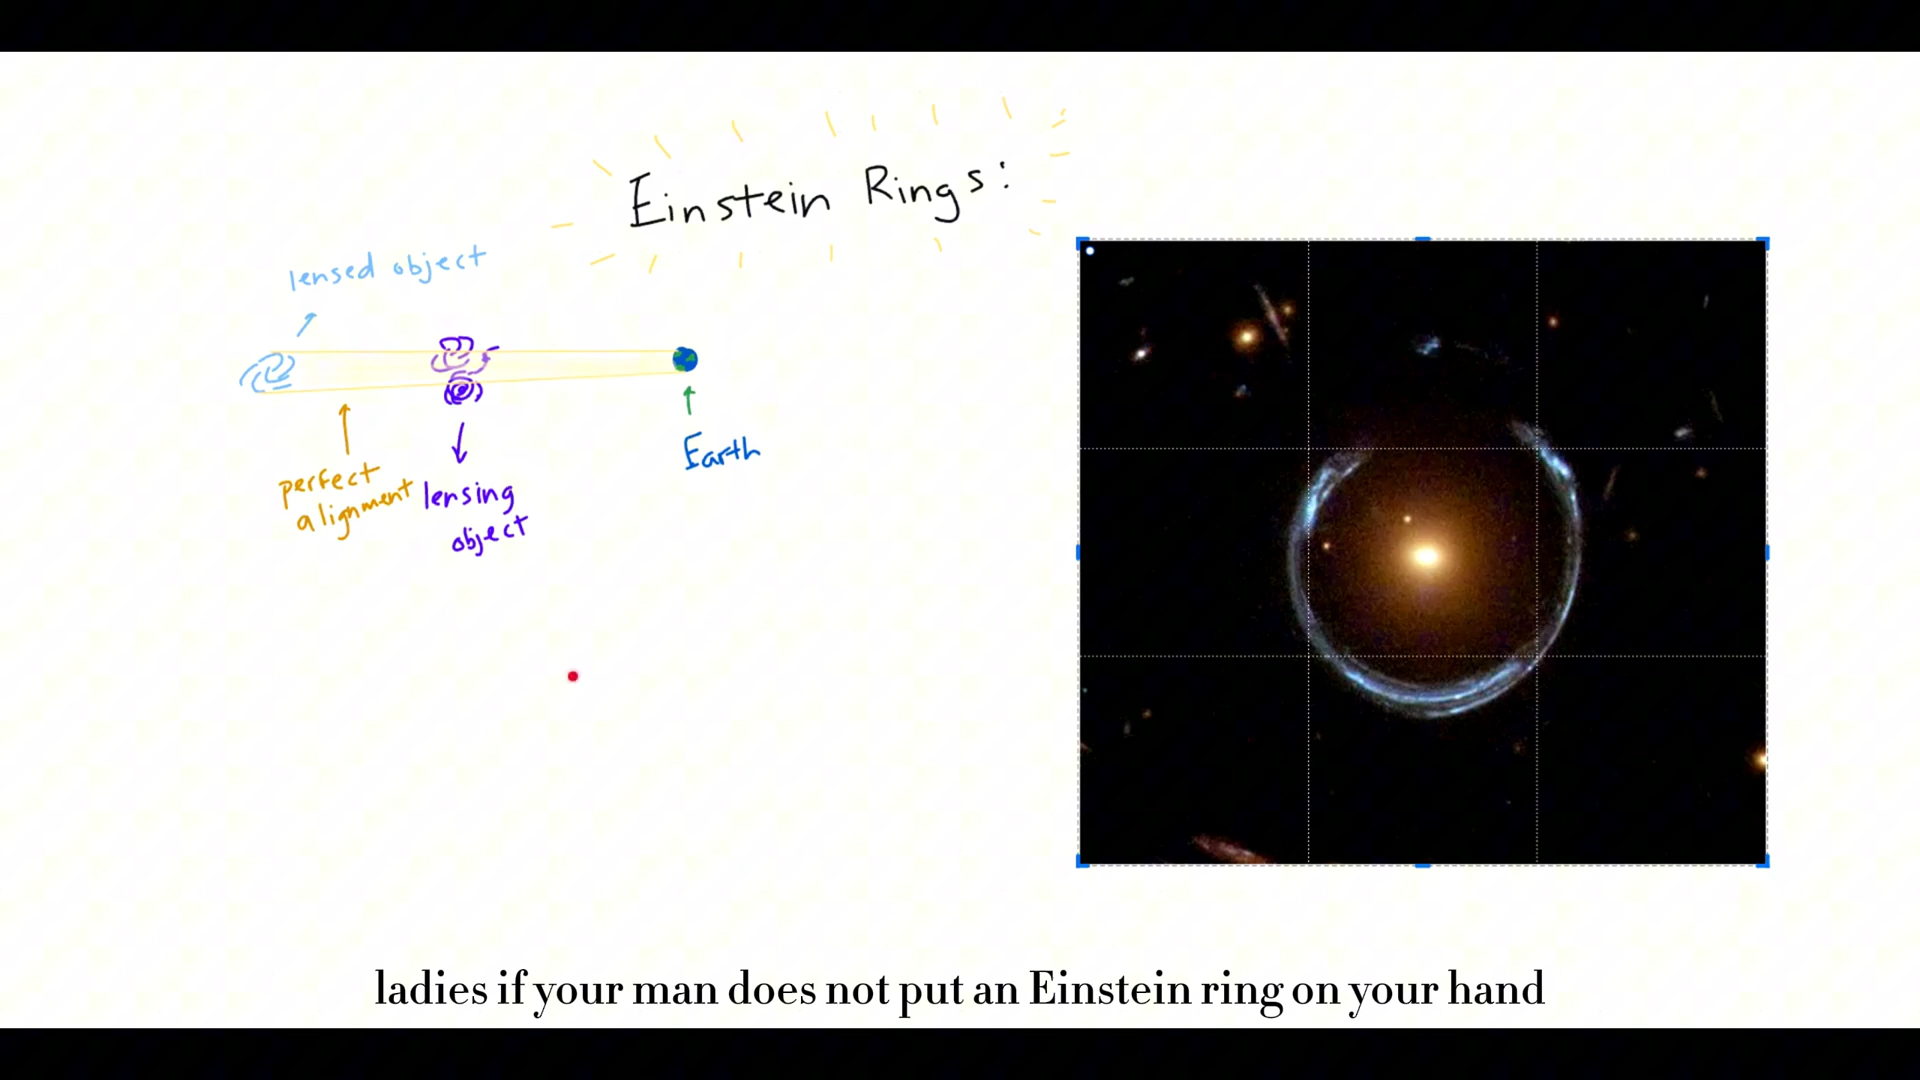 Einstein Rings:
lensed object
perfect
alignment
lensing
object
Earth
ladies if your man does not put an Einstein ring on your hand